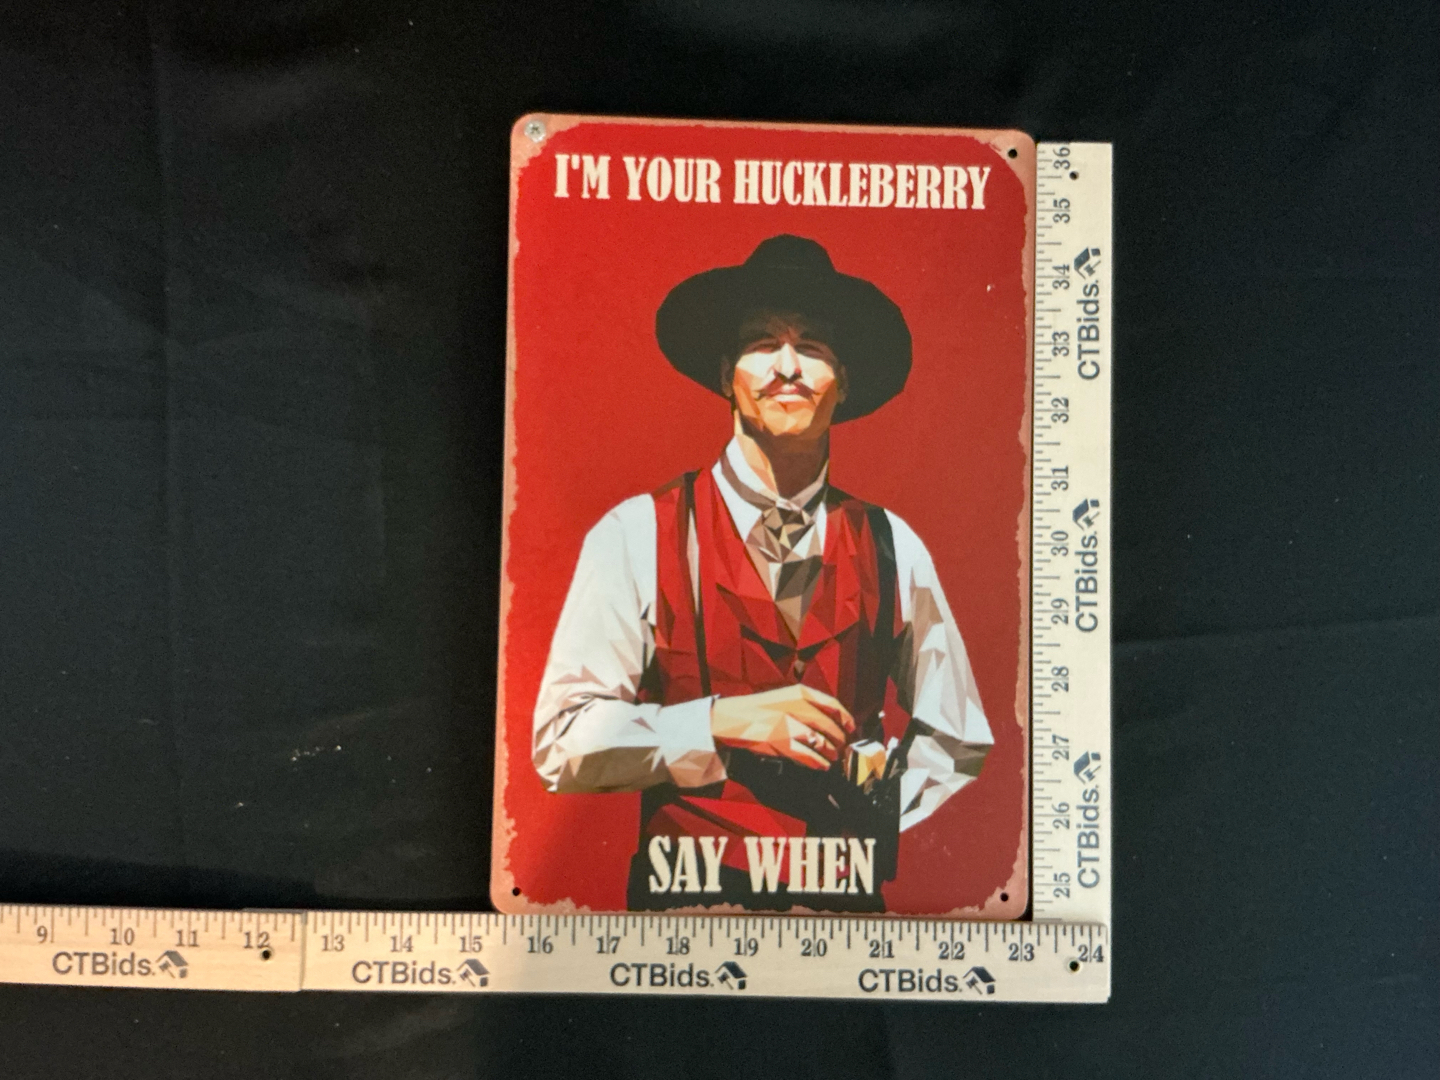 I'M YOUR HUCKLEBERRY
SAY WHEN
36
35
34
33
32
31
30
29
28
27
26
25
CTBids.
CTBids.
CTBids.
9 10 11 12 13 14 15 16 17 18 19 20 21 22 23 24
CTBids. CTBids. CTBids. CTBids.